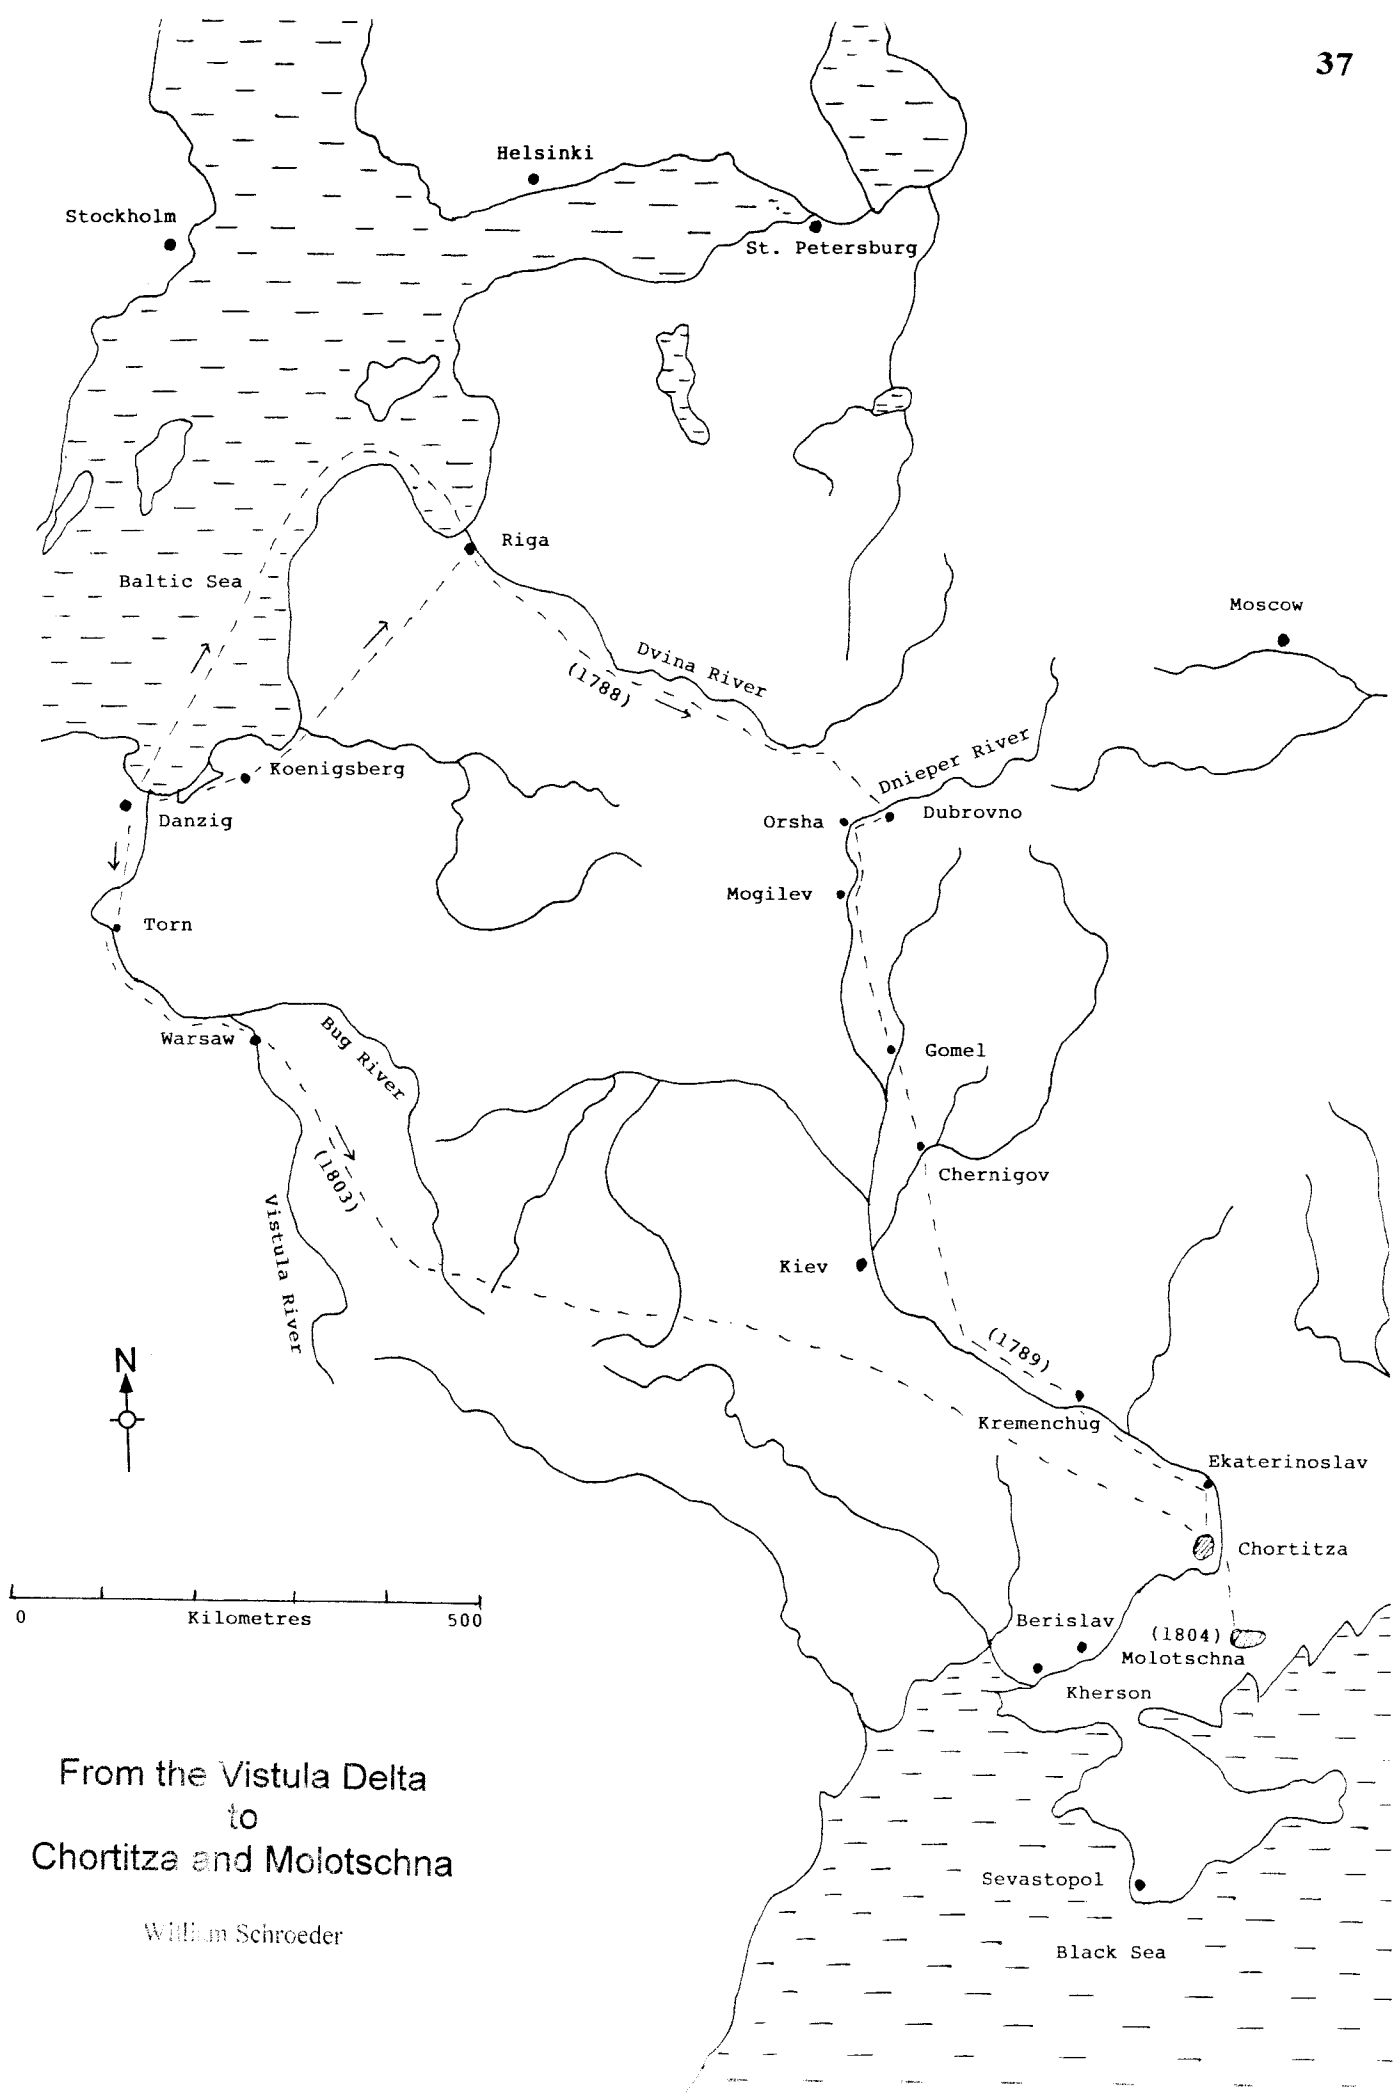 37
Helsinki
Stockholm
St. Petersburg
Riga
Baltic Sea
Moscow
Dvina River
(1788)
Dnieper River
Koenigsberg
Danzig
Orsha
Dubrovno
Mogilev
Torn
Warsaw
Bug River
Gomel
(1803)
Chernigov
Vistula River
Kiev
(1789)
N
Kremenchug
Ekaterinoslav
Chortitza
0 Kilometres 500
Berislav
(1804)
Molotschna
Kherson
From the Vistula Delta
to
Chortitza and Molotschna
William Schroeder
Sevastopol
Black Sea